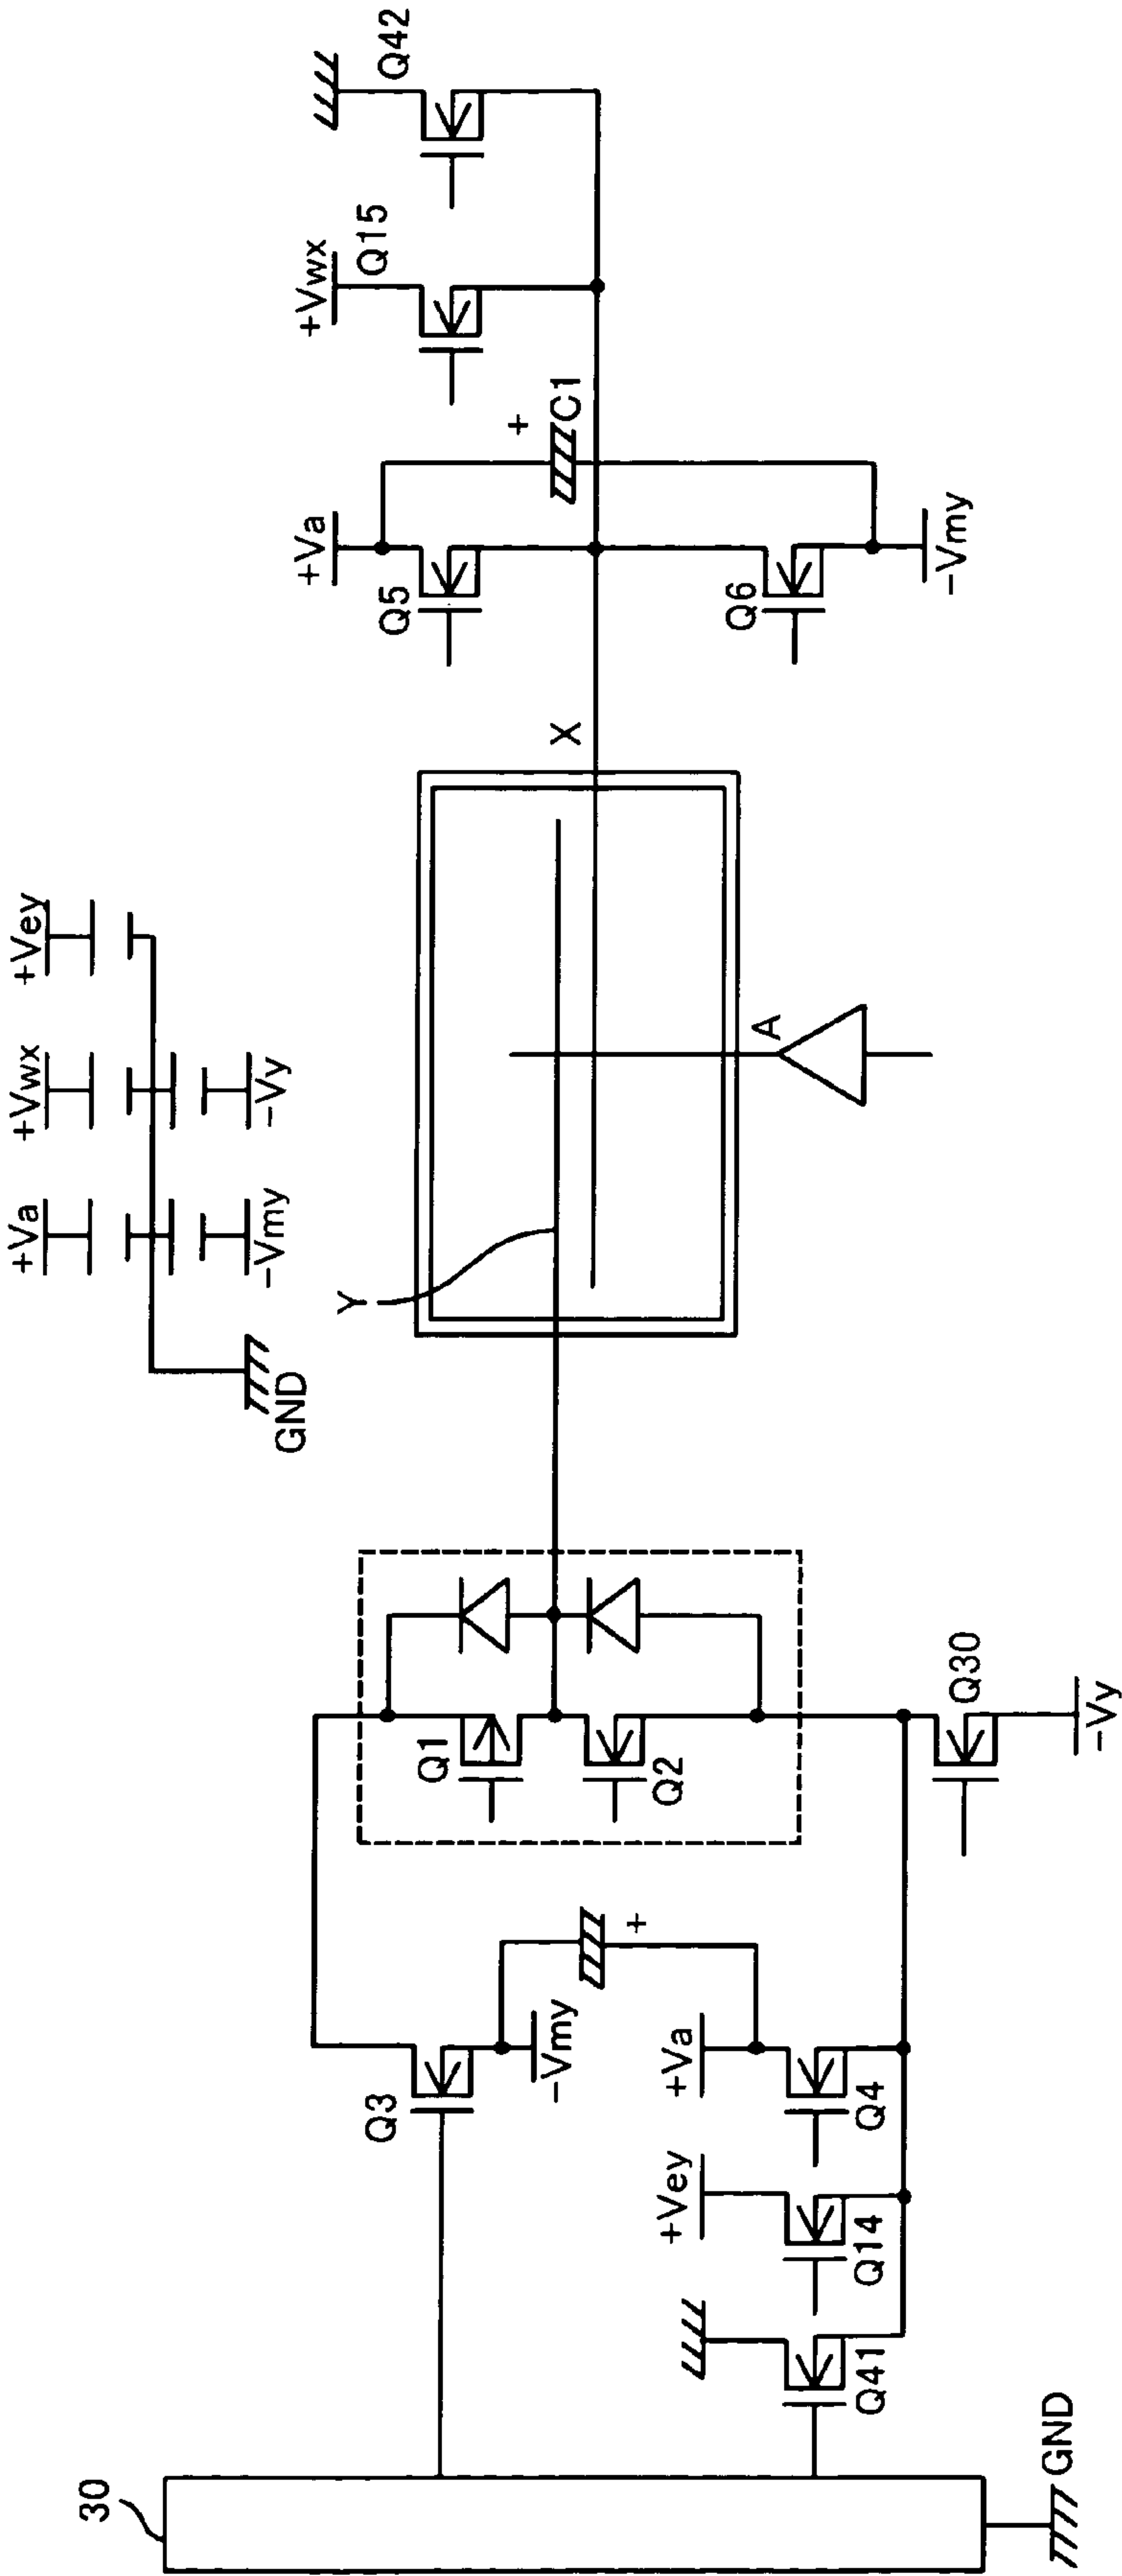 30
GND
Q41
Q14
+Vey
Q4
+Va
Q3
-Vmy
+
Q1
Q2
Q30
-Vy
GND
+Va
-Vmy
+Vwx
-Vy
+Vey
Y
A
X
Q5
+Va
Q6
-Vmy
+
C1
+Vwx
Q15
Q42